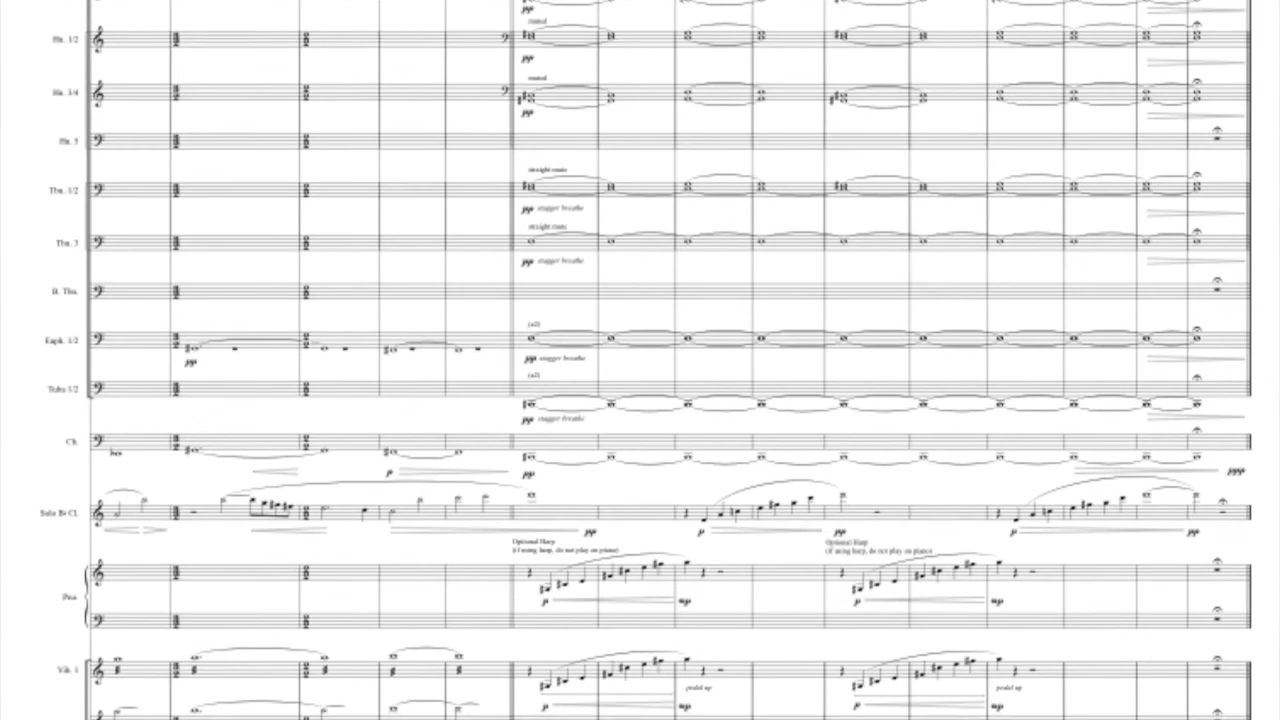 pp
muted
Hn. 1/2
pp
muted
Hn. 3/4
pp
Hn. 5
straight mute
Tbn. 1/2
pp stagger breathe
straight mute
Tbn. 3
pp stagger breathe
B. Tbn.
(a2)
Euph. 1/2
pp
pp stagger breathe
(a2)
Tuba 1/2
pp stagger breathe
Cb.
p
pp
ppp
Solo Bb Cl.
pp
p
pp
p
pp
Optional Harp
(if using harp, do not play on piano)
Optional Harp
(if using harp, do not play on piano)
Pno.
p
mp
p
mp
Vib. 1
pedal up
pedal up
p
mp
p
mp